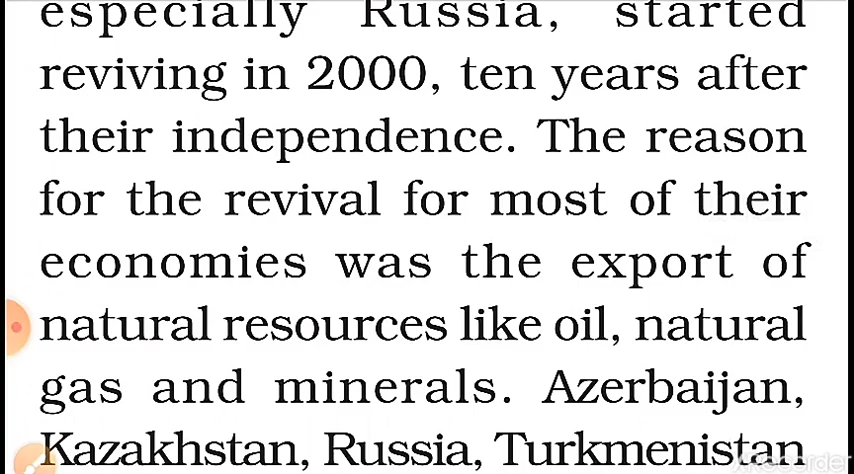 especially Russia, started
reviving in 2000, ten years after
their independence. The reason
for the revival for most of their
economies was the export of
natural resources like oil, natural
gas and minerals. Azerbaijan,
Kazakhstan, Russia, Turkmenistan
XRecorder